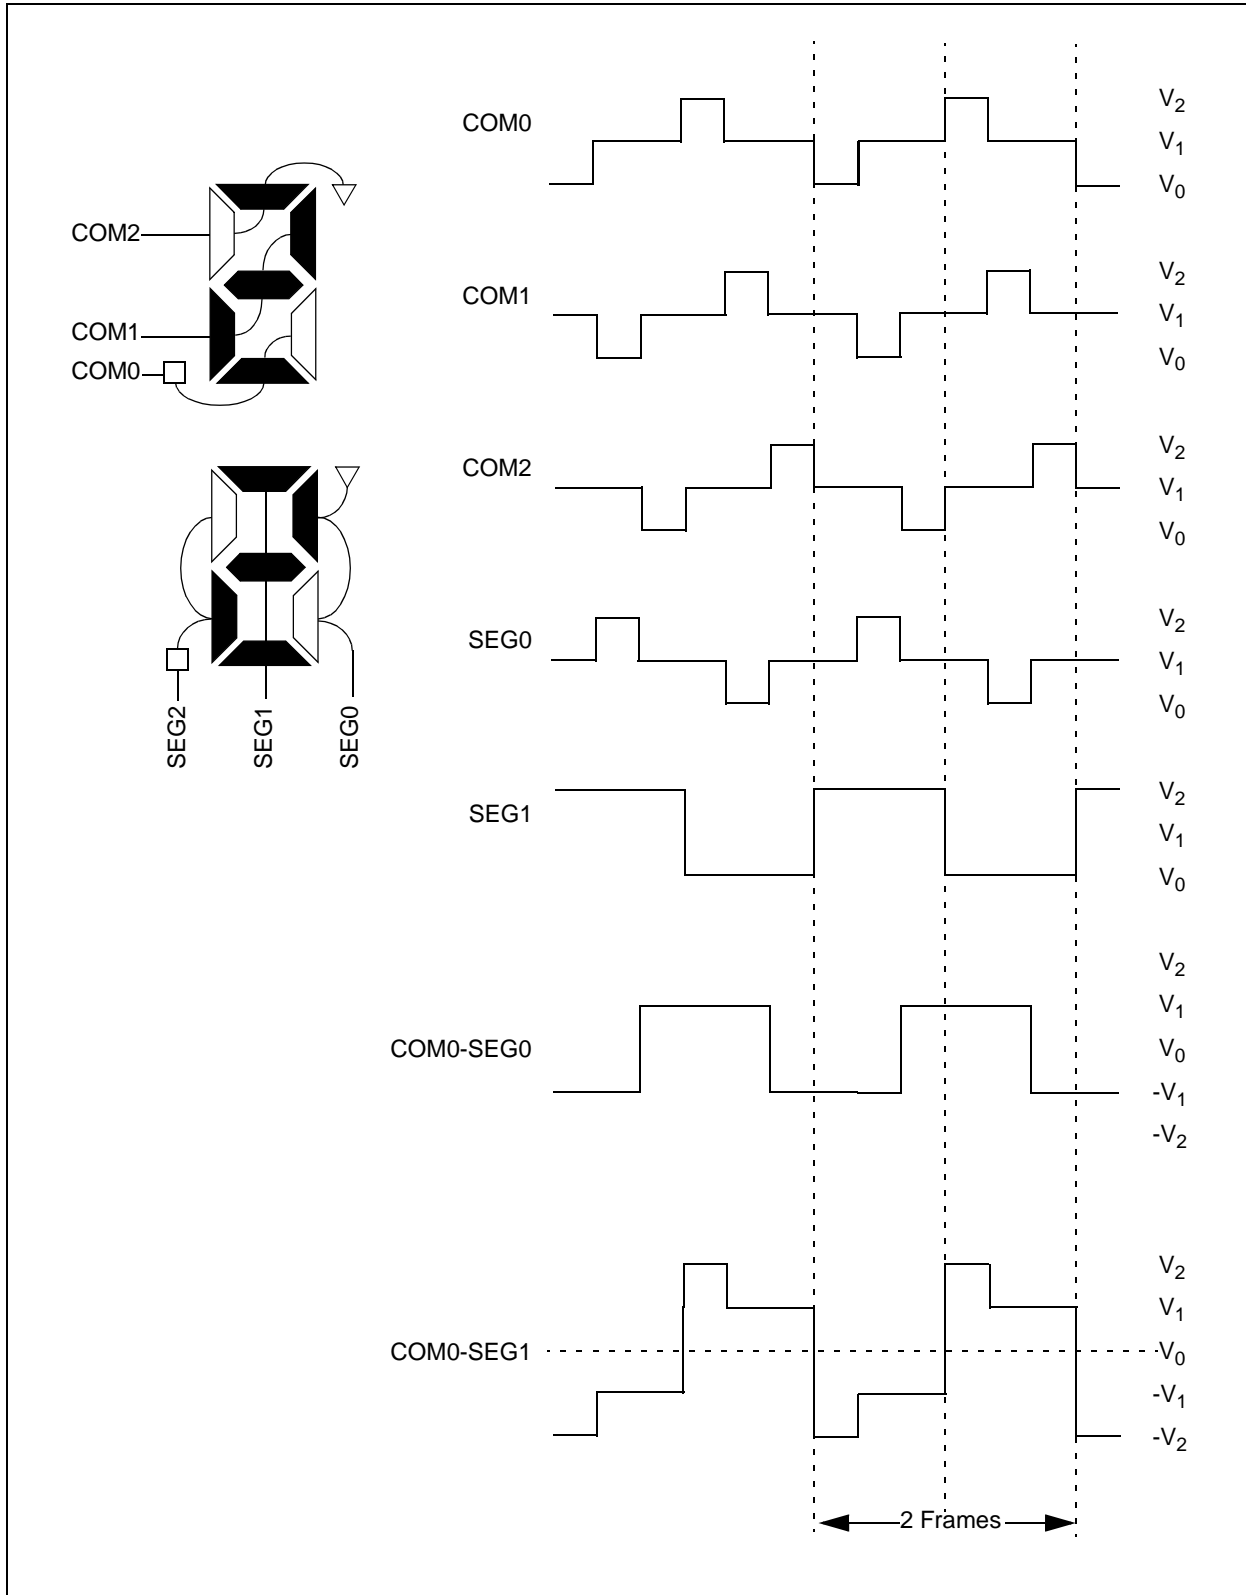 COM2
COM1
COM0
SEG2
SEG1
SEG0
COM0
V2
V1
V0
COM1
V2
V1
V0
COM2
V2
V1
V0
SEG0
V2
V1
V0
SEG1
V2
V1
V0
COM0-SEG0
V2
V1
V0
-V1
-V2
COM0-SEG1
V2
V1
V0
-V1
-V2
2 Frames